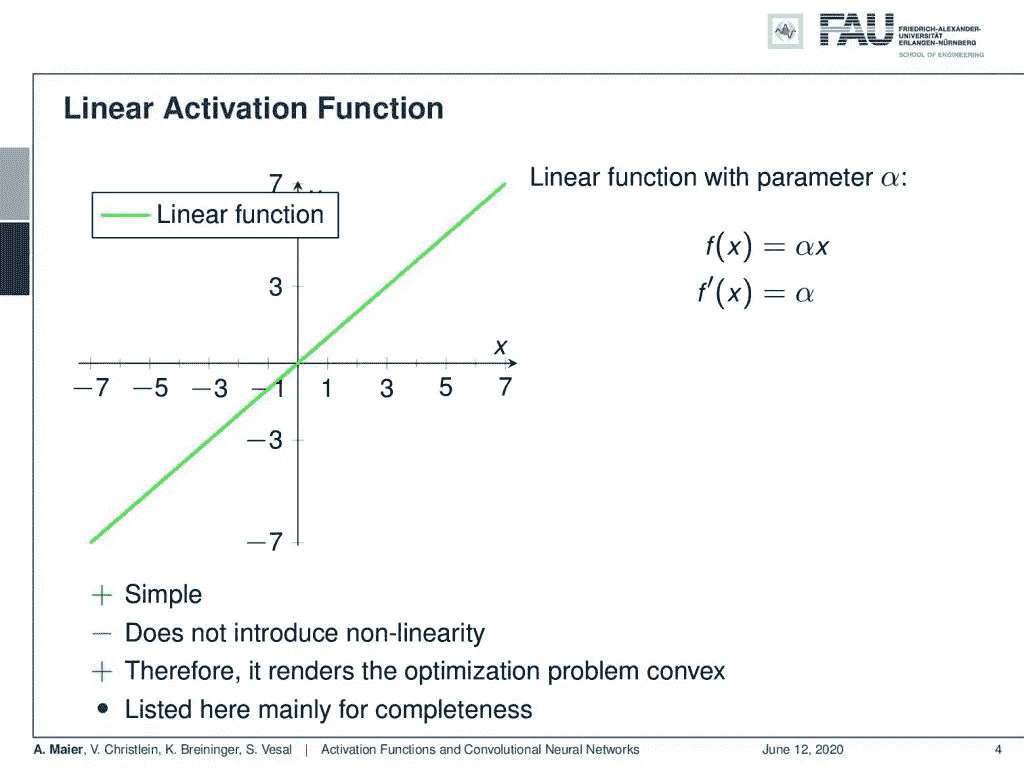 FAU
FRIEDRICH-ALEXANDER-
UNIVERSITÄT
ERLANGEN-NÜRNBERG
SCHOOL OF ENGINEERING
Linear Activation Function
7
Linear function
3
x
−7 −5 −3 −1 1 3 5 7
−3
−7
Linear function with parameter α:
f(x) = αx
f′(x) = α
+ Simple
− Does not introduce non-linearity
+ Therefore, it renders the optimization problem convex
• Listed here mainly for completeness
A. Maier, V. Christlein, K. Breininger, S. Vesal | Activation Functions and Convolutional Neural Networks June 12, 2020 4